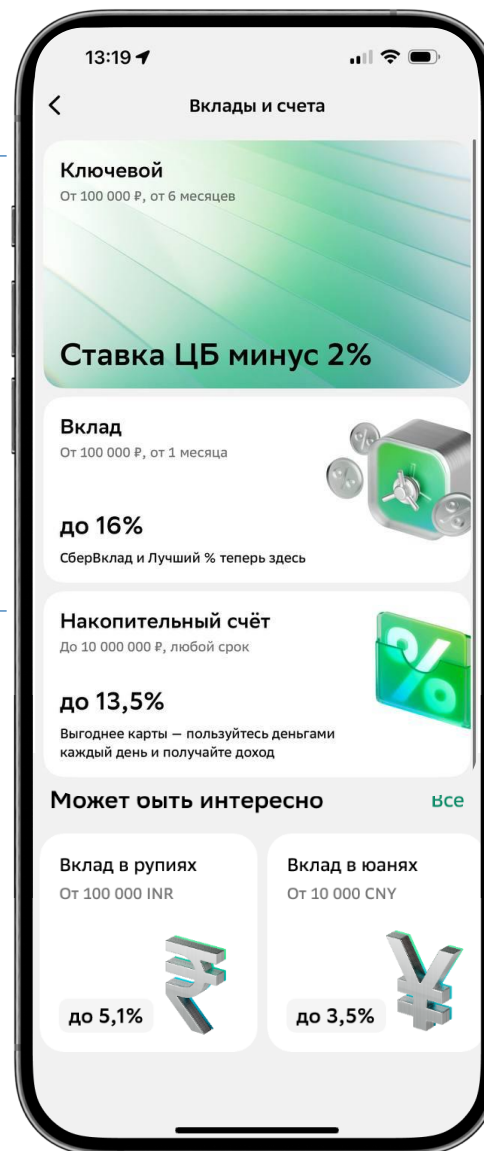 13:19
Вклады и счета
Ключевой
От 100 000 ₽, от 6 месяцев
Ставка ЦБ минус 2%
Вклад
От 100 000 ₽, от 1 месяца
до 16%
СберВклад и Лучший % теперь здесь
Накопительный счёт
До 10 000 000 ₽, любой срок
до 13,5%
Выгоднее карты — пользуйтесь деньгами
каждый день и получайте доход
Может быть интересно
Все
Вклад в рупиях
От 100 000 INR
до 5,1%
Вклад в юанях
От 10 000 CNY
до 3,5%